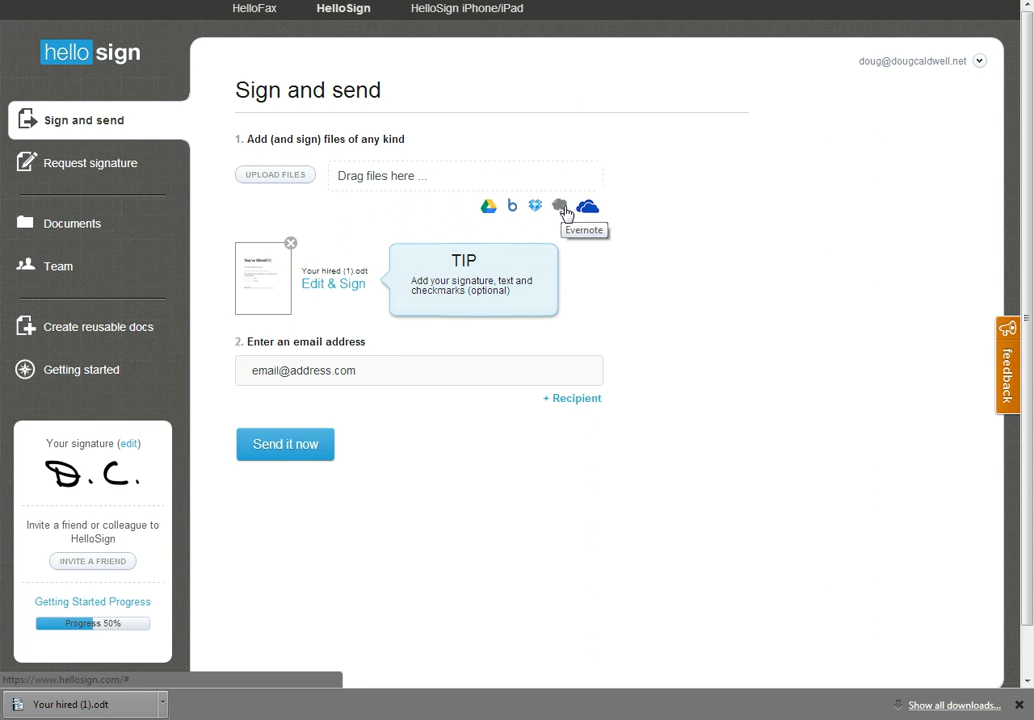 HelloFax HelloSign HelloSign iPhone/iPad
hello sign
doug@dougcaldwell.net
Sign and send
Sign and send
1. Add (and sign) files of any kind
Request signature
UPLOAD FILES Drag files here ...
Documents
Evernote
Team
TIP
Your hired (1).odt
Edit & Sign
Add your signature, text and
checkmarks (optional)
Create reusable docs
2. Enter an email address
Getting started
email@address.com
feedback
+ Recipient
Your signature (edit)
Send it now
D. C.
Invite a friend or colleague to
HelloSign
INVITE A FRIEND
Getting Started Progress
Progress 50%
https://www.hellosign.com/#
Your hired (1).odt
Show all downloads...